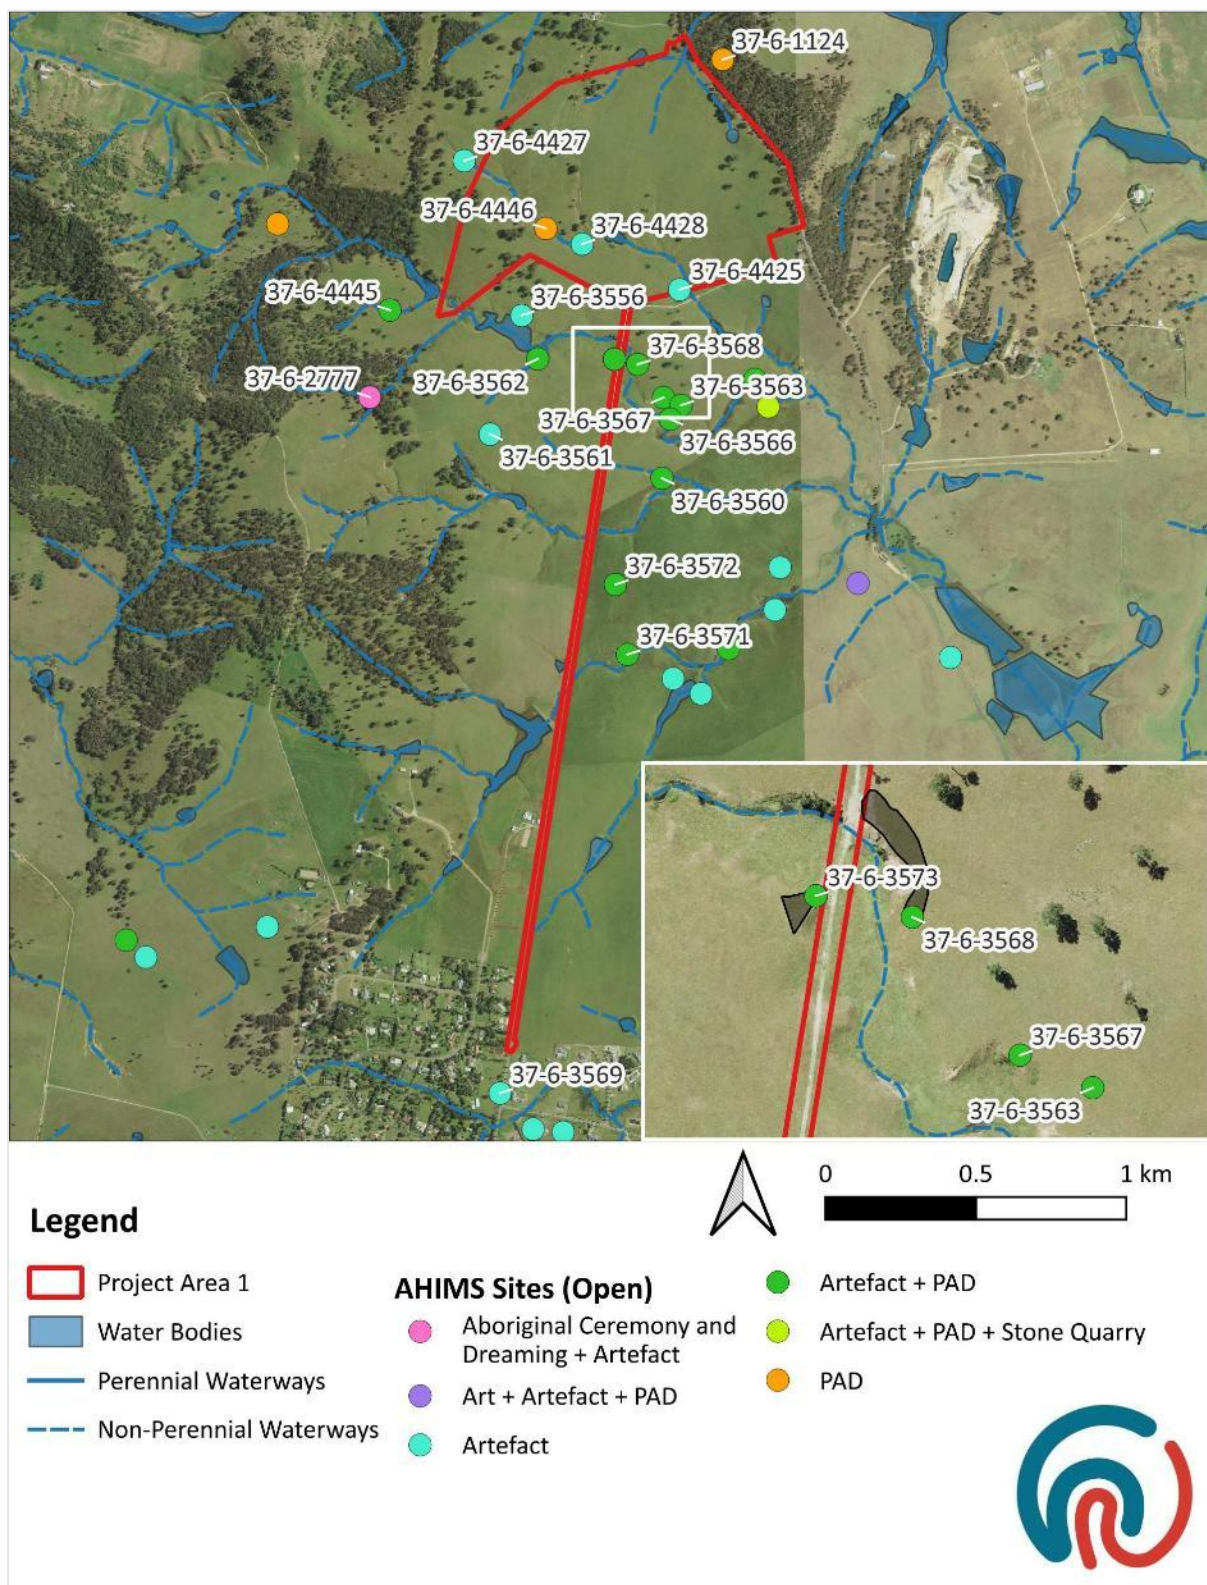 37-6-1124
37-6-4427
37-6-4446
37-6-4428
37-6-4425
37-6-4445
37-6-3556
37-6-3568
37-6-2777
37-6-3562
37-6-3563
37-6-3567
37-6-3566
37-6-3561
37-6-3560
37-6-3572
37-6-3571
37-6-3573
37-6-3568
37-6-3567
37-6-3563
37-6-3569
0 0.5 1 km
Legend
Project Area 1
Water Bodies
Perennial Waterways
Non-Perennial Waterways
AHIMS Sites (Open)
Aboriginal Ceremony and
Dreaming + Artefact
Art + Artefact + PAD
Artefact
Artefact + PAD
Artefact + PAD + Stone Quarry
PAD